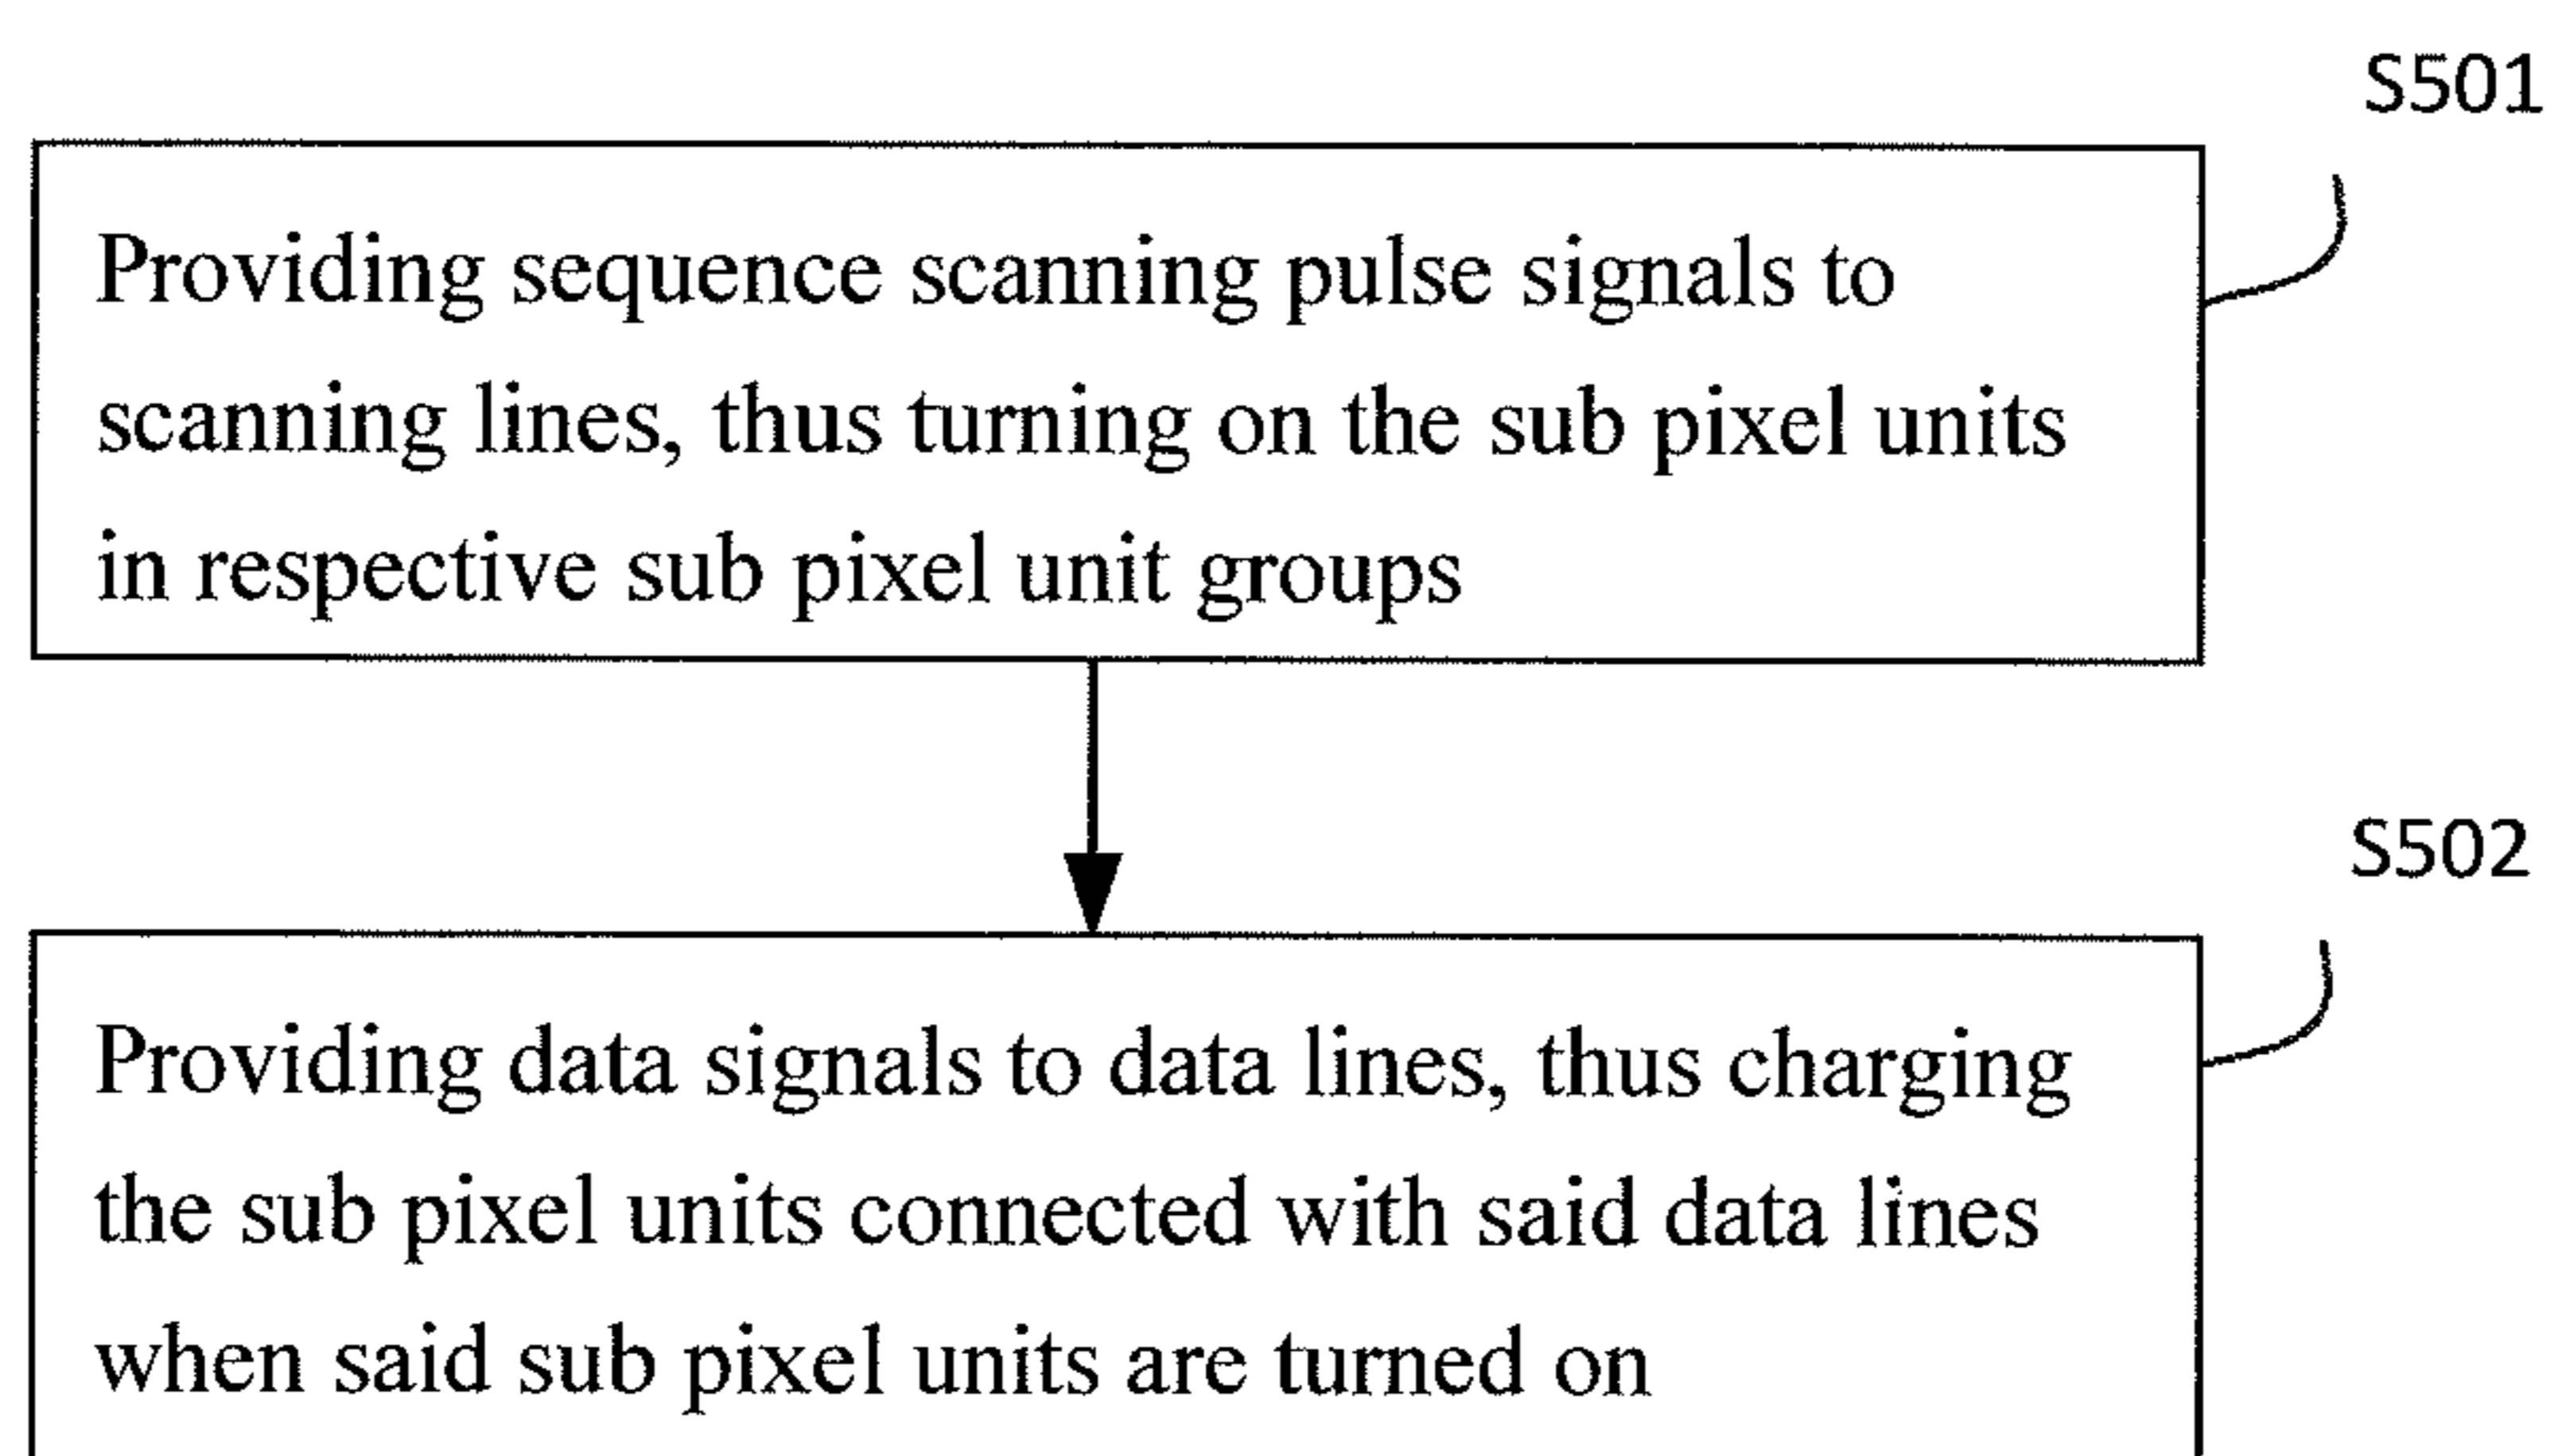 S501
Providing sequence scanning pulse signals to
scanning lines, thus turning on the sub pixel units
in respective sub pixel unit groups
S502
Providing data signals to data lines, thus charging
the sub pixel units connected with said data lines
when said sub pixel units are turned on